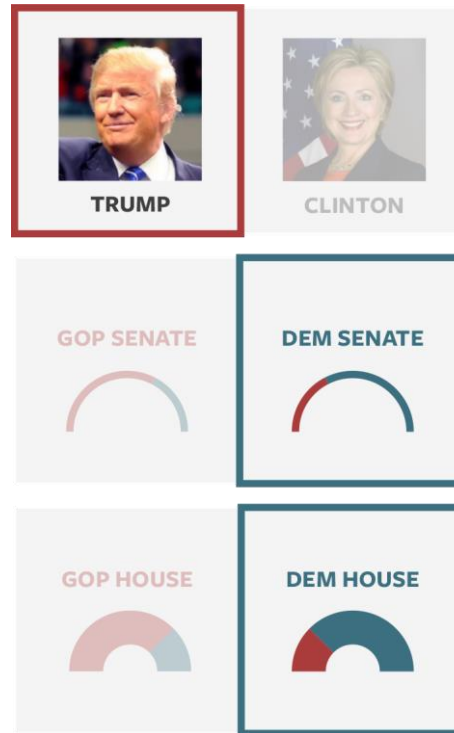 TRUMP
CLINTON
GOP SENATE
DEM SENATE
GOP HOUSE
DEM HOUSE